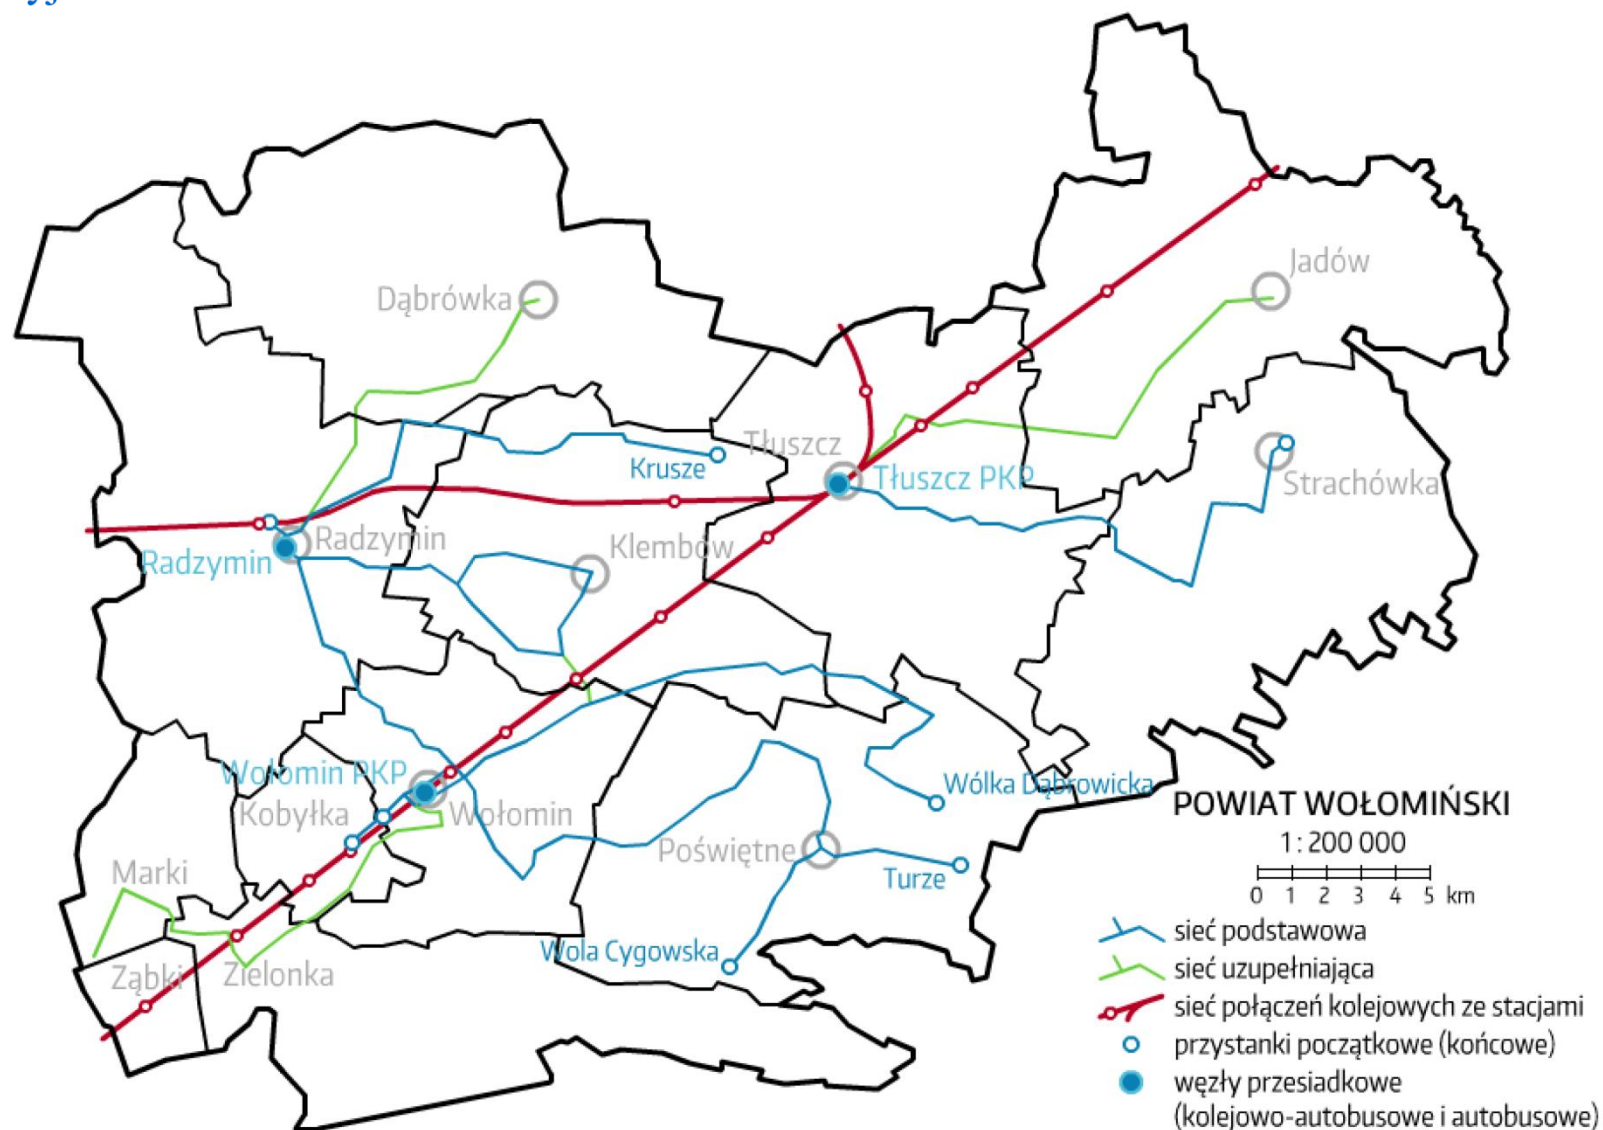 Jadów
Dąbrówka
Tłuszcz
Krusze
Tłuszcz PKP
Strachówka
Radzymin
Klembów
Radzymin
Wołomin PKP
Wólka Dąbrowicka
Kobyłka
Wołomin
POWIAT WOŁOMIŃSKI
1:200 000
Poświętne
Marki
Turze
0 1 2 3 4 5 km
sieć podstawowa
Wola Cygowska
Ząbki
Zielonka
sieć uzupełniająca
sieć połączeń kolejowych ze stacjami
przystanki początkowe (końcowe)
węzły przesiadkowe
(kolejowo-autobusowe i autobusowe)